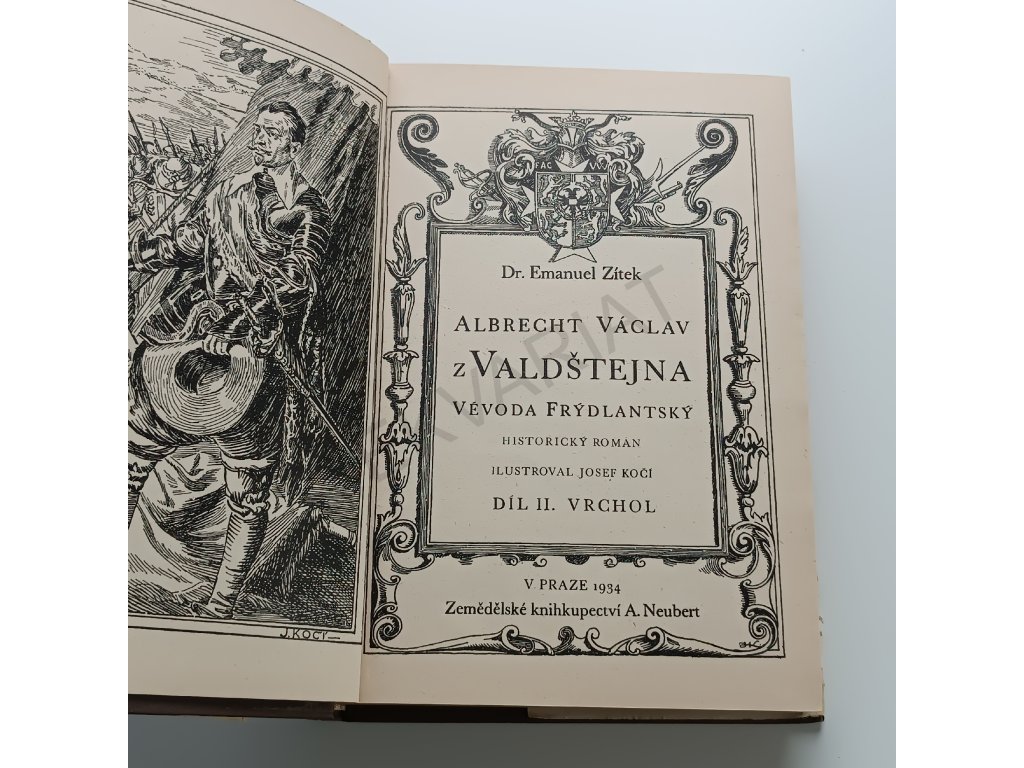 Dr. Emanuel Zítek
ALBRECHT VÁCLAV
z VALDŠTEJNA
VÉVODA FRÝDLANTSKÝ
HISTORICKÝ ROMAN
ILUSTROVAL JOSEF KOČÍ
DÍL II. VRCHOL
V PRAZE 1934
Zemědělské knihkupectví A. Neubert
J. KOČÍ